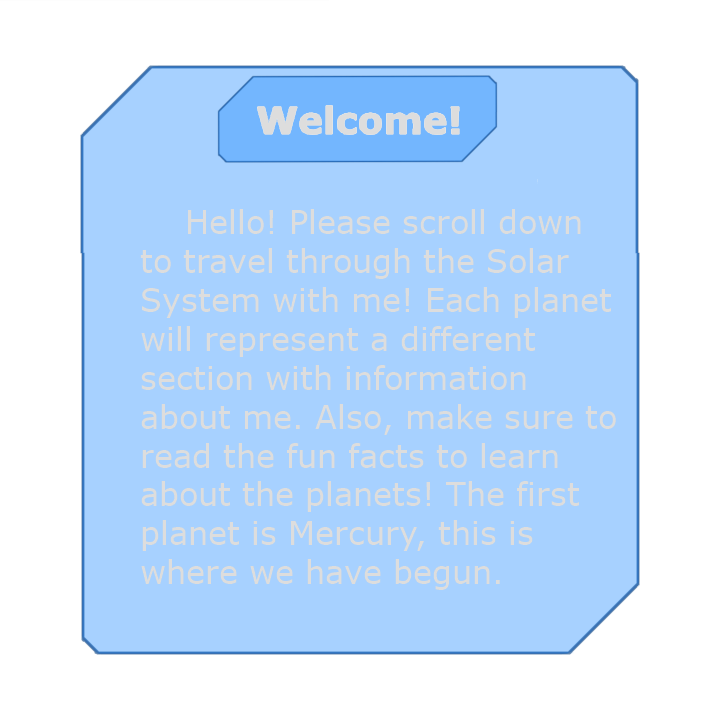 Welcome!
Hello! Please scroll down
to travel through the Solar
System with me! Each planet
will represent a different
section with information
about me. Also, make sure to
read the fun facts to learn
about the planets! The first
planet is Mercury, this is
where we have begun.